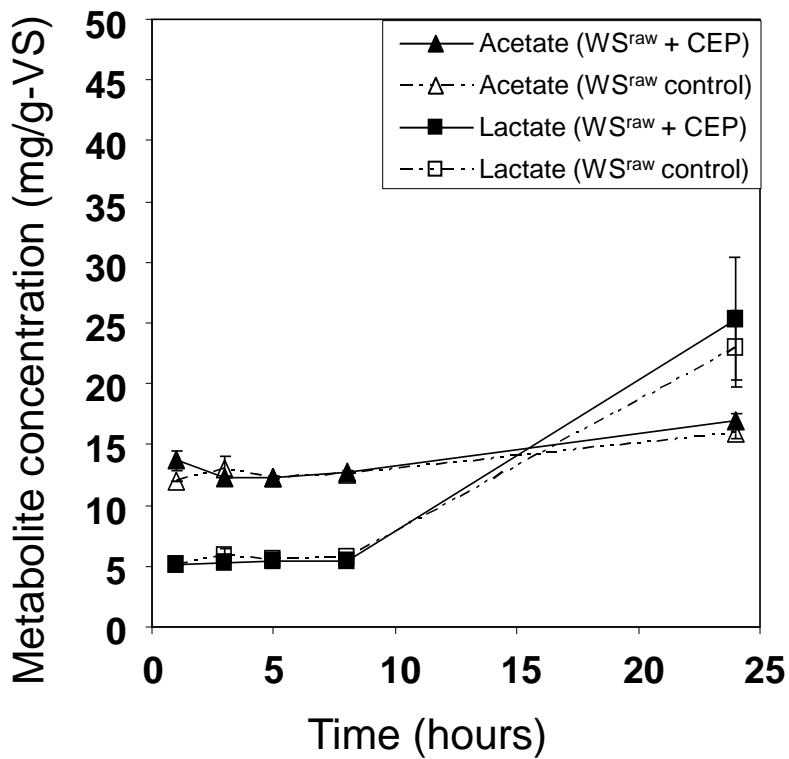 Metabolite concentration (mg/g-VS)
50
45
40
35
30
25
20
15
10
5
0
Acetate (WSraw + CEP)
Acetate (WSraw control)
Lactate (WSraw + CEP)
Lactate (WSraw control)
0 5 10 15 20 25
Time (hours)